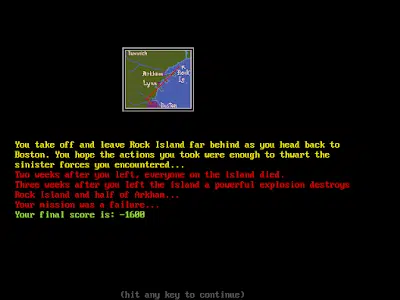 Dunwich
Arkham
Rock
Is
Lynn
Boston
You take off and leave Rock Island far behind as you head back to
Boston. You hope the actions you took were enough to thwart the
sinister forces you encountered...
Two weeks after you left, everyone on the island died.
Three weeks after you left the island a powerful explosion destroys
Rock Island and half of Arkham...
Your mission was a failure...
Your final score is: -1600
(hit any key to continue)